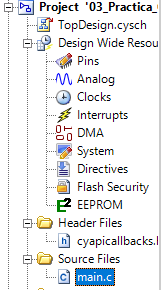 Project '03_Practica_
TopDesign.cysch
Design Wide Resou
Pins
Analog
Clocks
Interrupts
DMA
System
Directives
Flash Security
EEPROM
Header Files
cyapicallbacks.h
Source Files
main.c